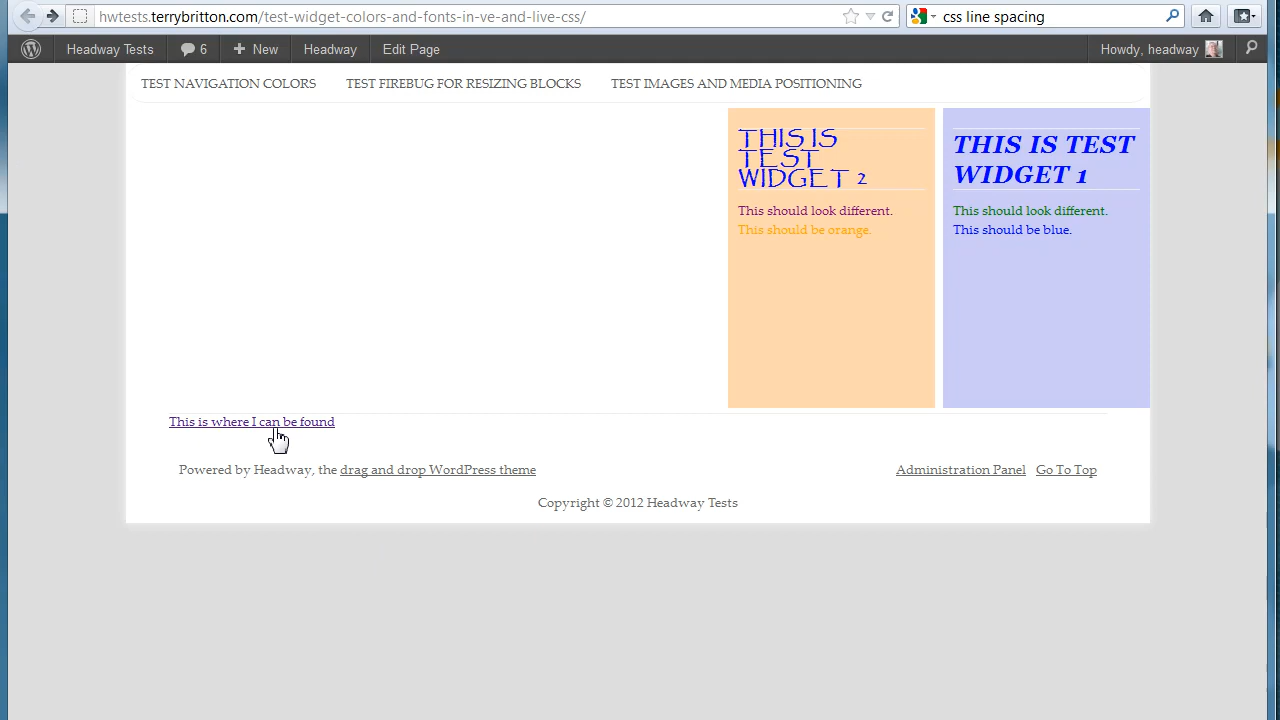 hwtests.terrybritton.com/test-widget-colors-and-fonts-in-ve-and-live-css/
css line spacing
Headway Tests 6 New Headway Edit Page Howdy, headway
TEST NAVIGATION COLORS TEST FIREBUG FOR RESIZING BLOCKS TEST IMAGES AND MEDIA POSITIONING
THIS IS
TEST
WIDGET 2
This should look different.
This should be orange.
THIS IS TEST
WIDGET 1
This should look different.
This should be blue.
This is where I can be found
Powered by Headway, the drag and drop WordPress theme
Administration Panel Go To Top
Copyright © 2012 Headway Tests